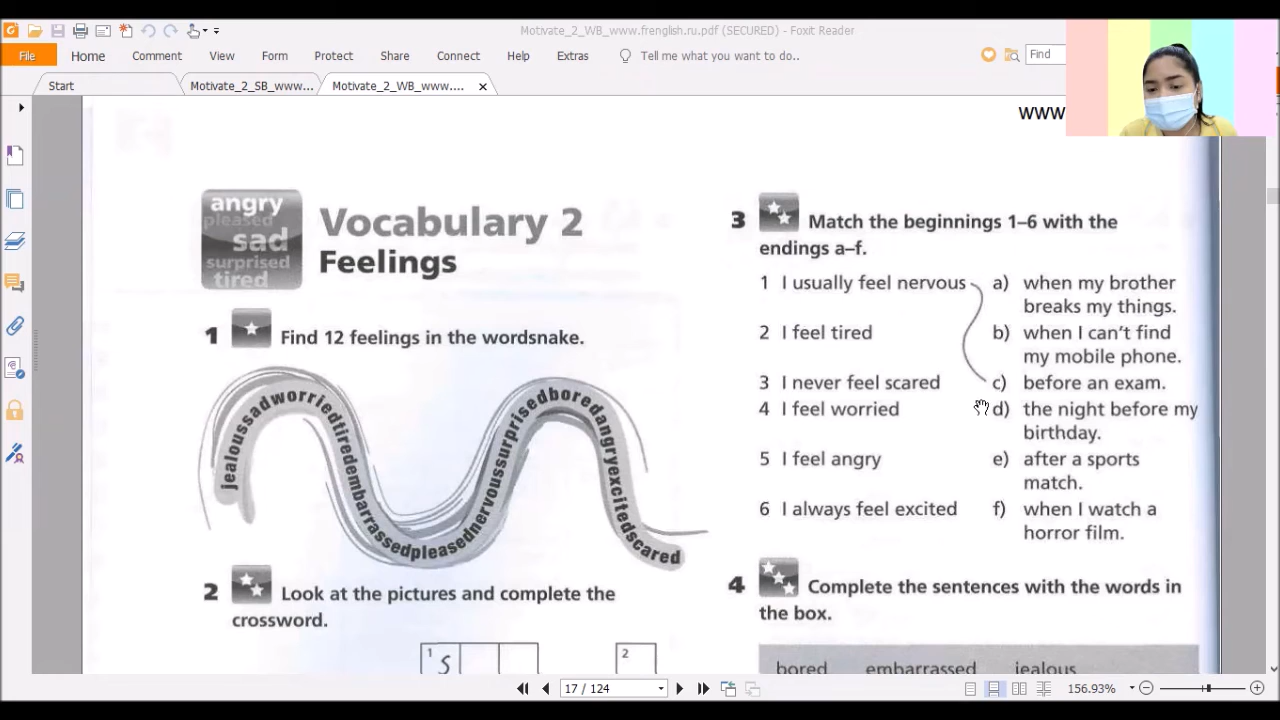 Motivate_2_WB_www.frenglish.ru.pdf (SECURED) - Foxit Reader
File Home Comment View Form Protect Share Connect Help Extras Tell me what you want to do.. Find
Start Motivate_2_SB_www... Motivate_2_WB_www....
www
angry
pleased
sad
surprised
tired
Vocabulary 2
Feelings
1 Find 12 feelings in the wordsnake.
jealoussadworriedtiredembarrassedpleasednervoussurprisedboredangryexcitedscared
2 Look at the pictures and complete the
crossword.
1 S
2
3 Match the beginnings 1–6 with the
endings a–f.
1 I usually feel nervous a) when my brother
breaks my things.
2 I feel tired b) when I can't find
my mobile phone.
3 I never feel scared c) before an exam.
4 I feel worried d) the night before my
birthday.
5 I feel angry e) after a sports
match.
6 I always feel excited f) when I watch a
horror film.
4 Complete the sentences with the words in
the box.
bored embarrassed jealous
17 / 124 156.93%